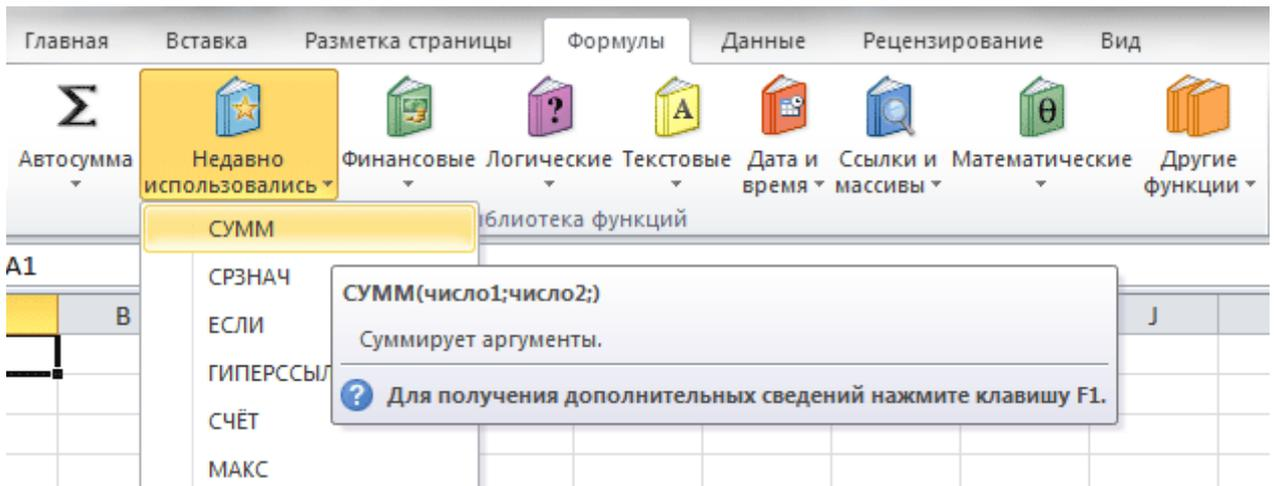 Главная Вставка Разметка страницы Формулы Данные Рецензирование Вид
Σ
Автосумма
Недавно использовались
Финансовые
Логические
Текстовые
Дата и время
Ссылки и массивы
Математические
Другие функции
? A θ
блиотека функций
A1
СУММ
СРЗНАЧ
ЕСЛИ
ГИПЕРССЫЛ
СЧЁТ
МАКС
СУММ(число1;число2;)
Суммирует аргументы.
? Для получения дополнительных сведений нажмите клавишу F1.
B J